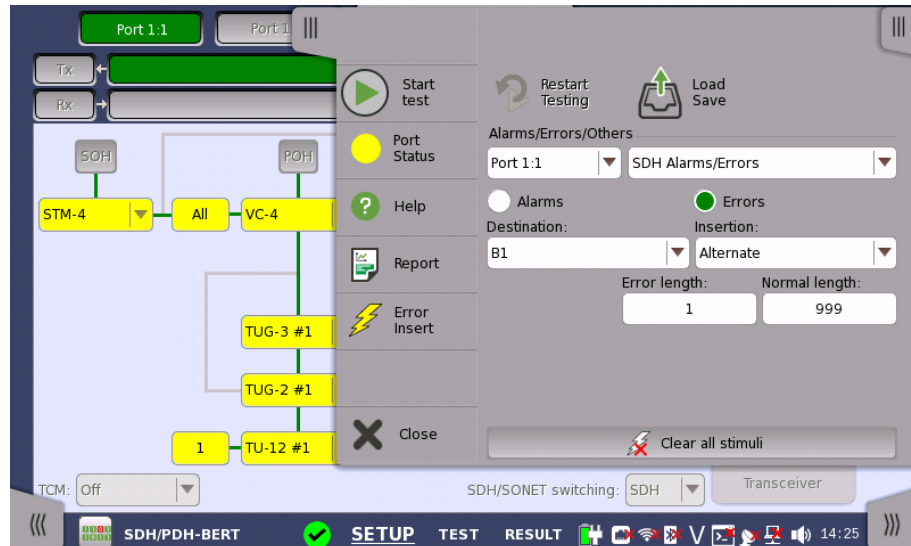 Port 1:1
Port 1
Tx
Rx
Start
test
Restart
Testing
Load
Save
Port
Status
Alarms/Errors/Others
Port 1:1
SDH Alarms/Errors
SOH
POH
Alarms
Errors
Help
STM-4
All
VC-4
Destination:
Insertion:
B1
Alternate
Report
Error length:
Normal length:
1
999
Error
Insert
TUG-3 #1
TUG-2 #1
Close
1
TU-12 #1
Clear all stimuli
TCM:
Off
SDH/SONET switching:
SDH
Transceiver
SDH/PDH-BERT
SETUP
TEST
RESULT
14:25